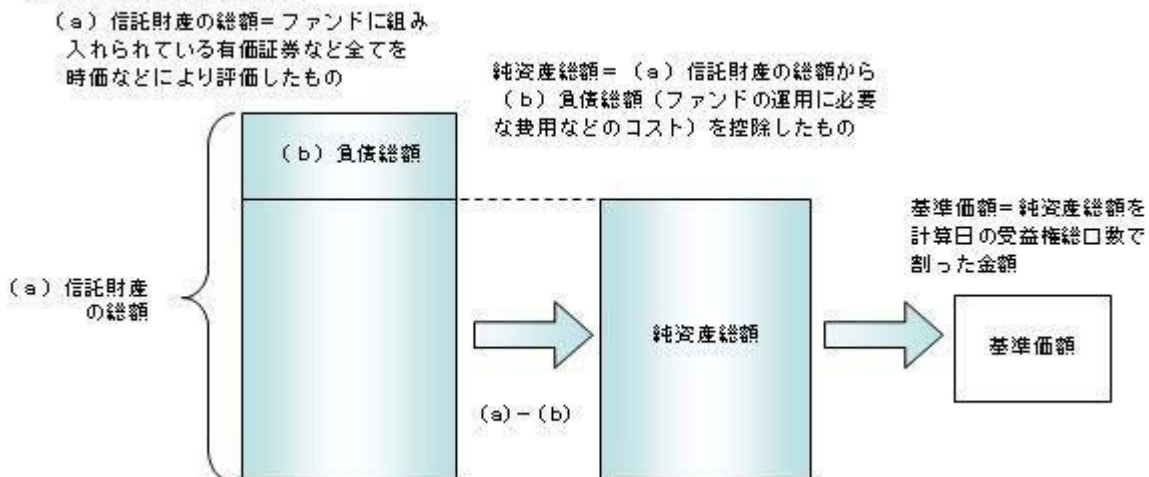 (a)信託財産の総額=ファンドに組み
入れられている有価証券など全てを
時価などにより評価したもの
純資産総額=(a)信託財産の総額から
(b)負債総額(ファンドの運用に必要
な費用などのコスト)を控除したもの
(b)負債総額
基準価額=純資産総額を
計算日の受益権総口数で
割った金額
(a)信託財産
の総額
純資産総額
基準価額
(a)-(b)